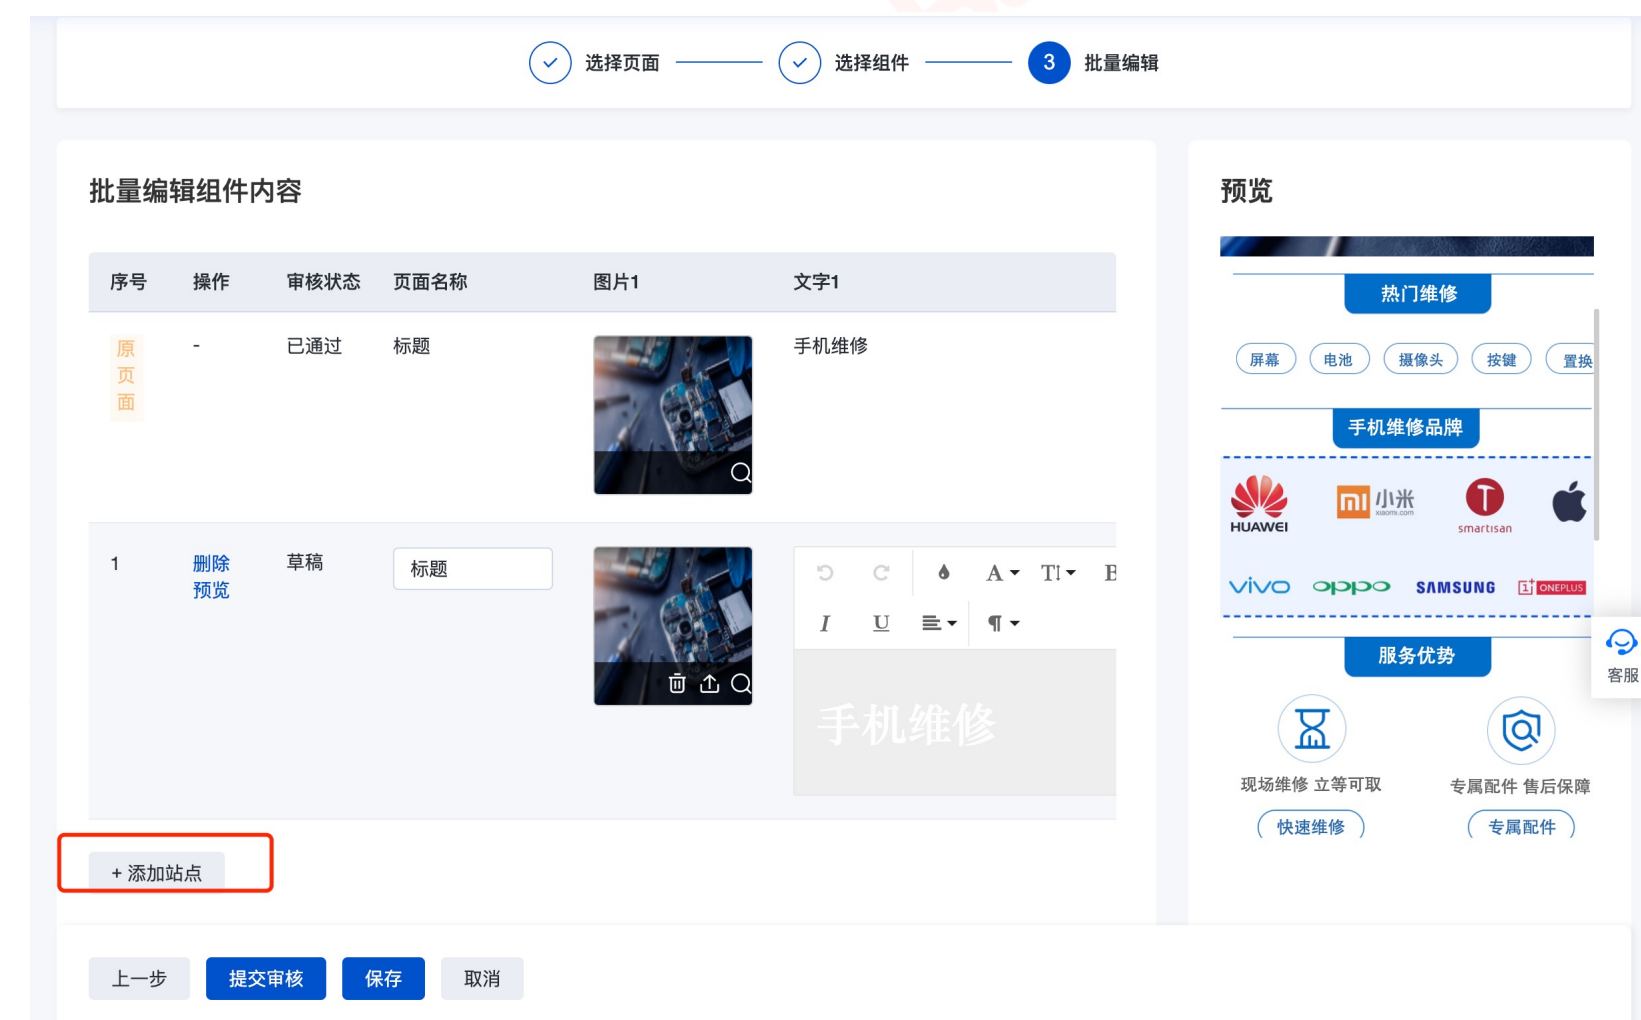 选择页面
选择组件
3 批量编辑
批量编辑组件内容
序号 操作 审核状态 页面名称 图片1 文字1
原页面 - 已通过 标题 手机维修
1 删除 草稿 标题
预览
A T B
I U ¶
手机维修
+ 添加站点
上一步 提交审核 保存 取消
预览
热门维修
屏幕 电池 摄像头 按键 置换
手机维修品牌
HUAWEI 小米 xiaomi.com smartisan
vivo oppo SAMSUNG ONEPLUS
服务优势
现场维修 立等可取 专属配件 售后保障
快速维修 专属配件
客服